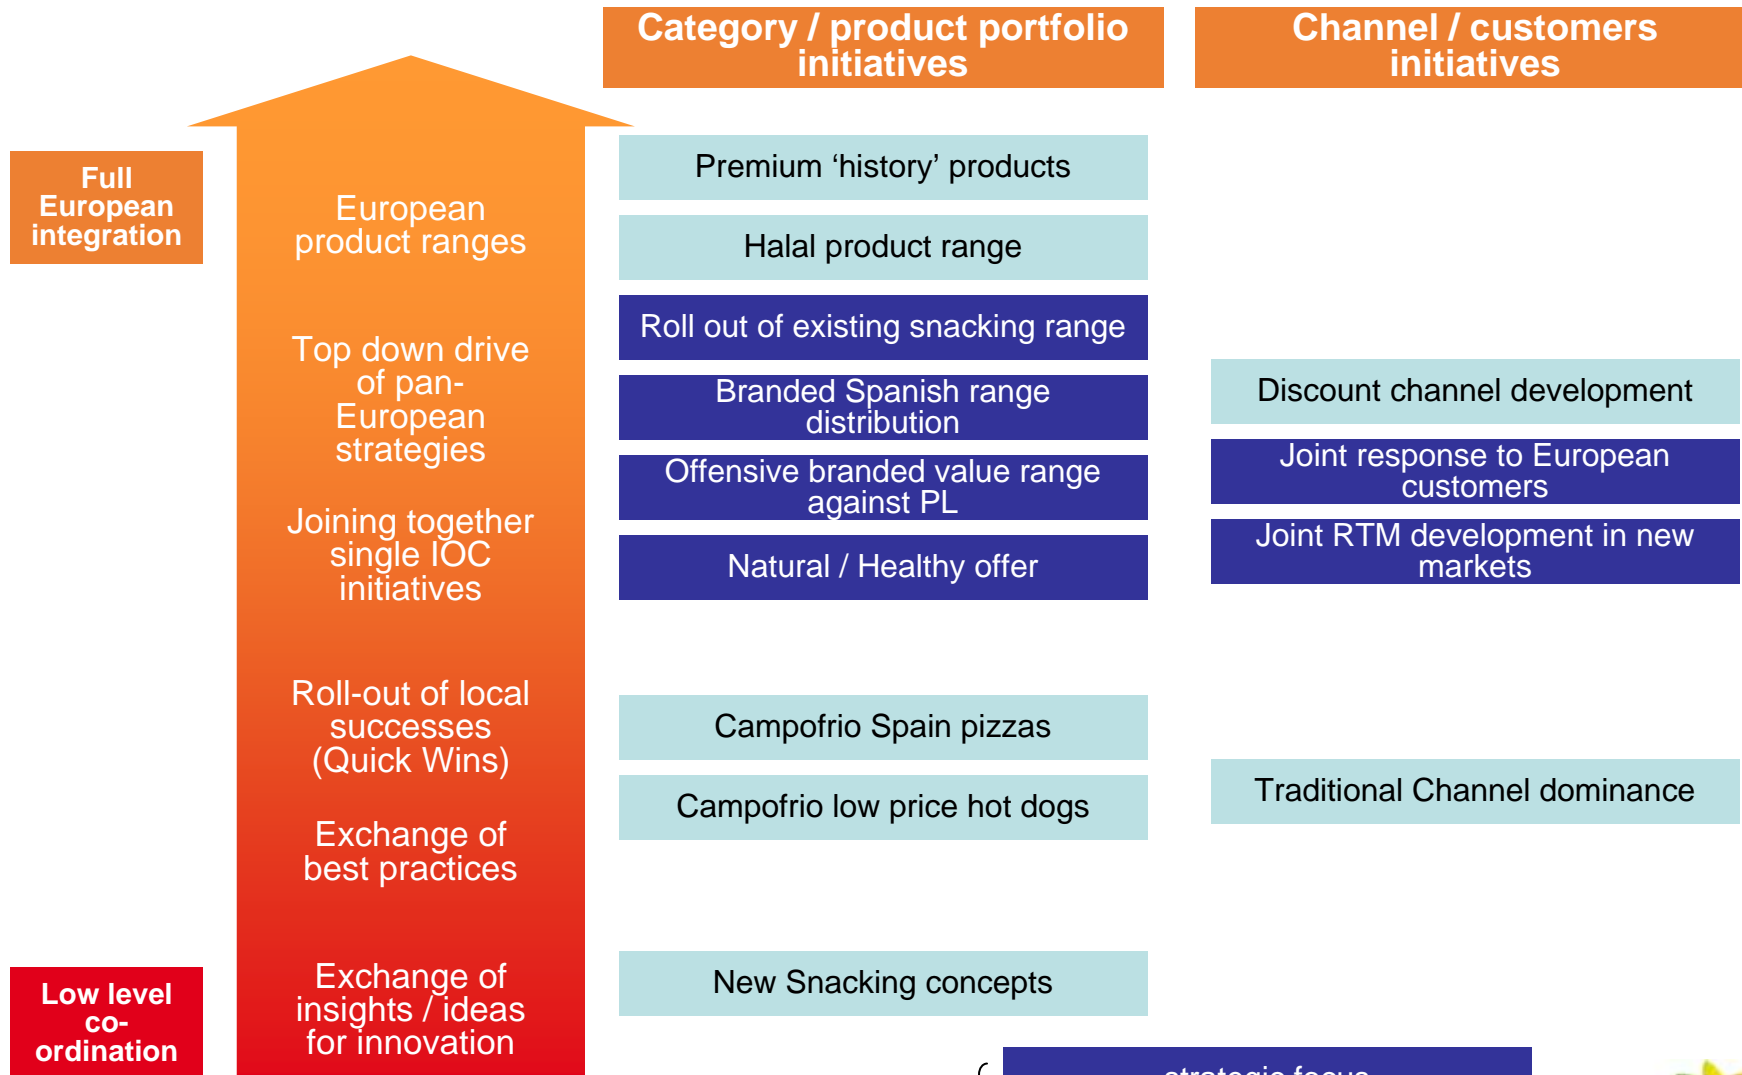 Category / product portfolio
initiatives
Channel / customers
initiatives
Full
European
integration
European
product ranges
Top down drive
of pan-
European
strategies
Joining together
single IOC
initiatives
Roll-out of local
successes
(Quick Wins)
Exchange of
best practices
Exchange of
insights / ideas
for innovation
Low level
co-
ordination
Premium ‘history’ products
Halal product range
Roll out of existing snacking range
Branded Spanish range
distribution
Offensive branded value range
against PL
Natural / Healthy offer
Campofrio Spain pizzas
Campofrio low price hot dogs
New Snacking concepts
Discount channel development
Joint response to European
customers
Joint RTM development in new
markets
Traditional Channel dominance
strategic focus